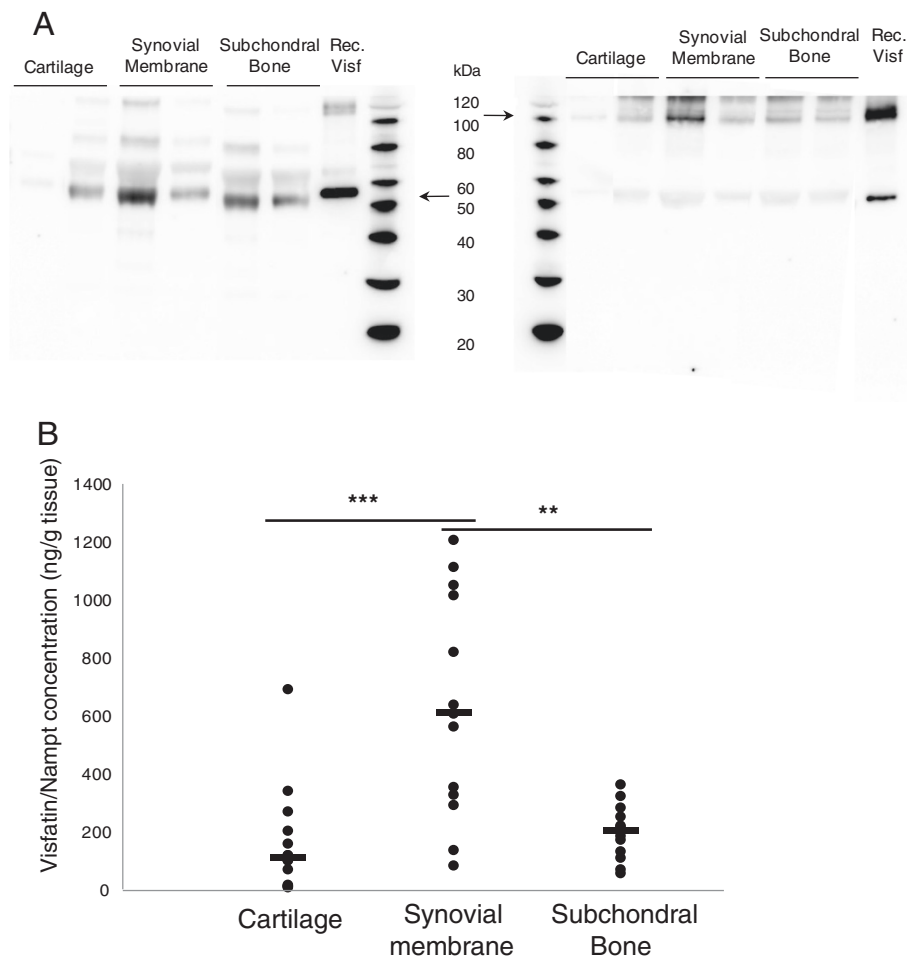 A
Cartilage
Synovial
Membrane
Subchondral
Bone
Rec.
Visf
kDa
120
100
80
60
50
40
30
20
Cartilage
Synovial
Membrane
Subchondral
Bone
Rec.
Visf
B
Visfatin/Nampt concentration (ng/g tissue)
1400
1200
1000
800
600
400
200
0
***
**
Cartilage
Synovial
membrane
Subchondral
Bone